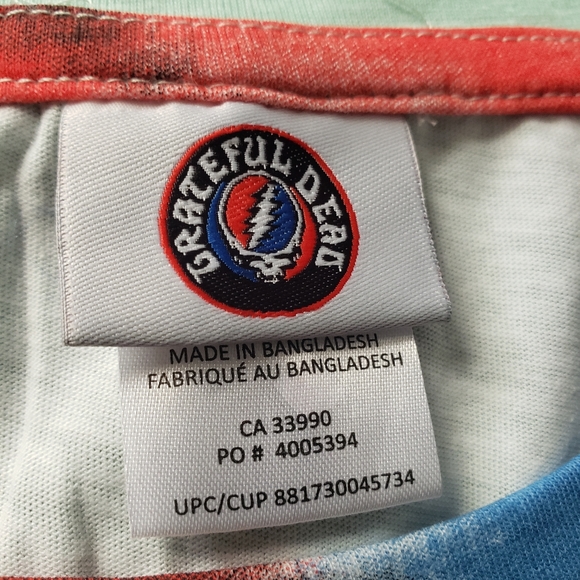 GRATEFUL DEAD
MADE IN BANGLADESH
FABRIQUÉ AU BANGLADESH
CA 33990
PO # 4005394
UPC/CUP 881730045734